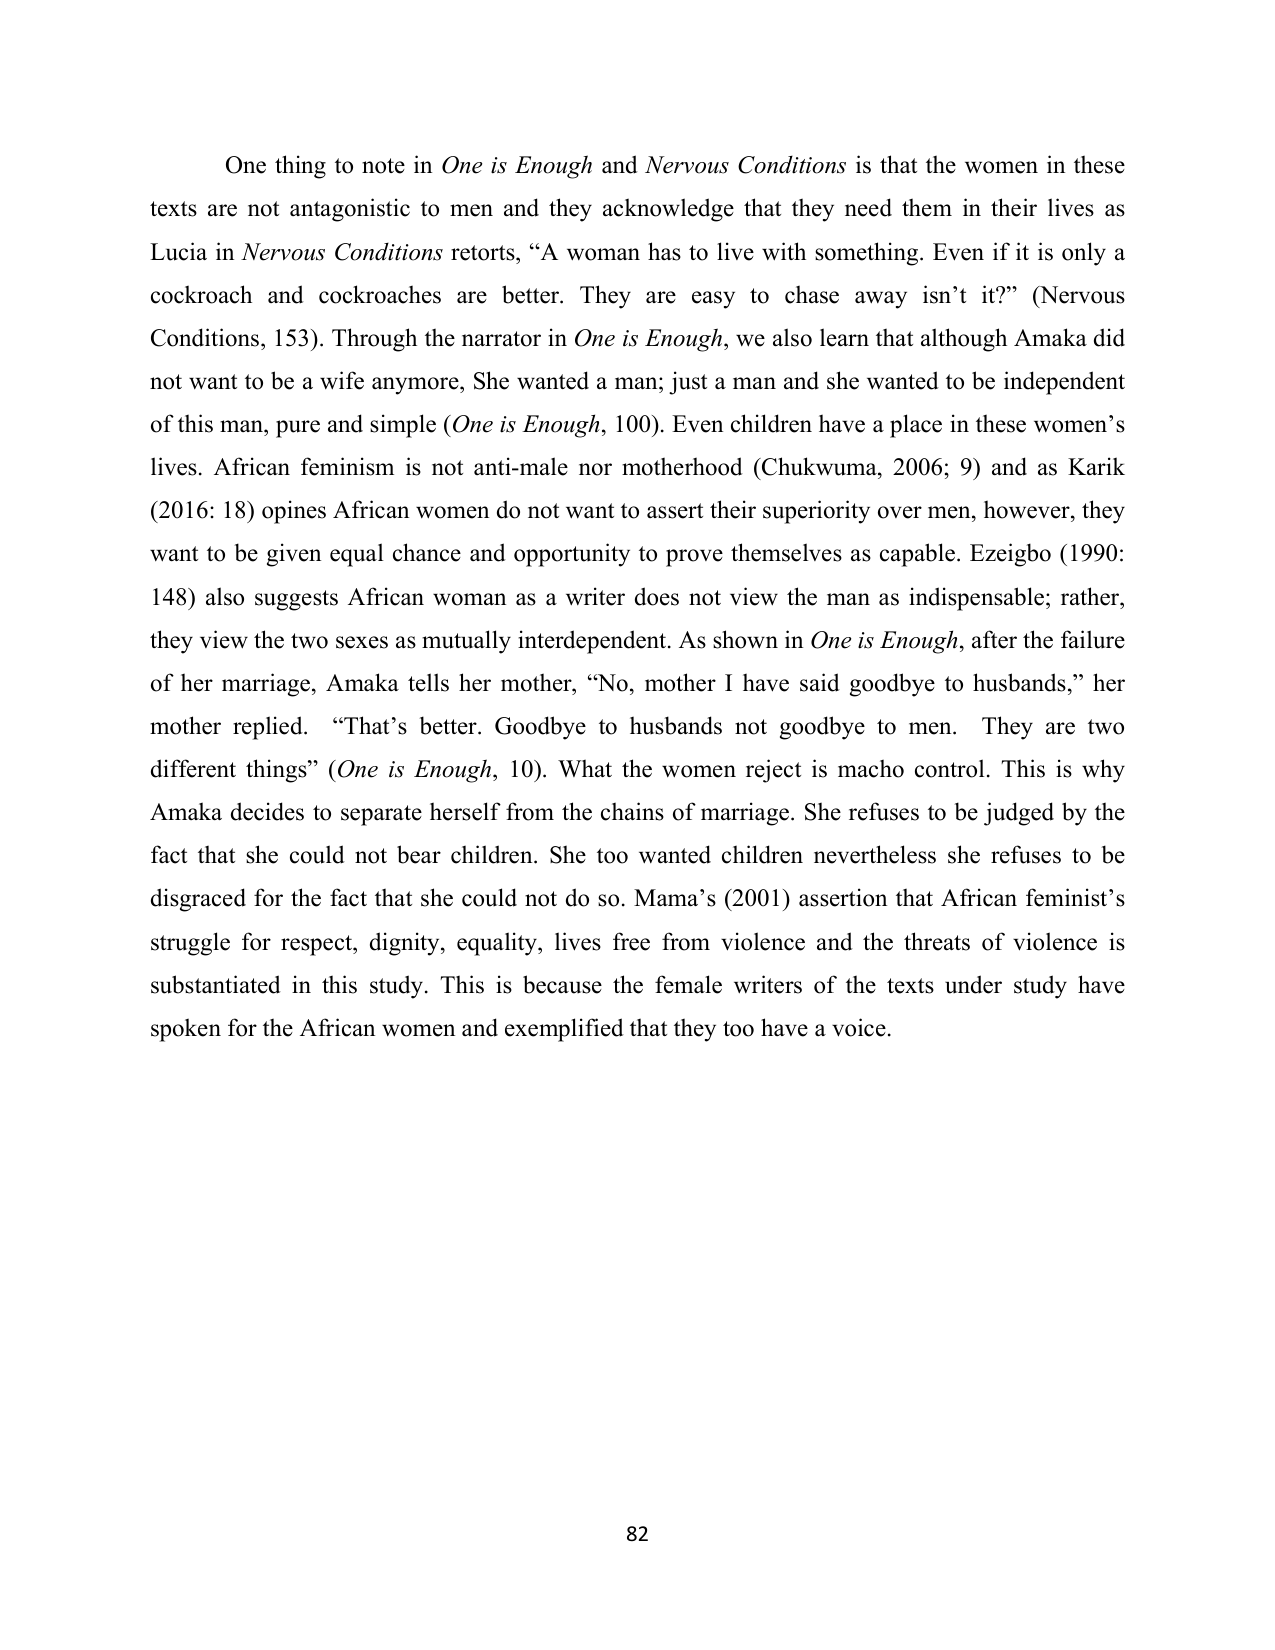 One thing to note in One is Enough and Nervous Conditions is that the women in these
texts are not antagonistic to men and they acknowledge that they need them in their lives as
Lucia in Nervous Conditions retorts, “A woman has to live with something. Even if it is only a
cockroach and cockroaches are better. They are easy to chase away isn’t it?” (Nervous
Conditions, 153). Through the narrator in One is Enough, we also learn that although Amaka did
not want to be a wife anymore, She wanted a man; just a man and she wanted to be independent
of this man, pure and simple (One is Enough, 100). Even children have a place in these women’s
lives. African feminism is not anti-male nor motherhood (Chukwuma, 2006; 9) and as Karik
(2016: 18) opines African women do not want to assert their superiority over men, however, they
want to be given equal chance and opportunity to prove themselves as capable. Ezeigbo (1990:
148) also suggests African woman as a writer does not view the man as indispensable; rather,
they view the two sexes as mutually interdependent. As shown in One is Enough, after the failure
of her marriage, Amaka tells her mother, “No, mother I have said goodbye to husbands,” her
mother replied.  “That’s better. Goodbye to husbands not goodbye to men.  They are two
different things” (One is Enough, 10). What the women reject is macho control. This is why
Amaka decides to separate herself from the chains of marriage. She refuses to be judged by the
fact that she could not bear children. She too wanted children nevertheless she refuses to be
disgraced for the fact that she could not do so. Mama’s (2001) assertion that African feminist’s
struggle for respect, dignity, equality, lives free from violence and the threats of violence is
substantiated in this study. This is because the female writers of the texts under study have
spoken for the African women and exemplified that they too have a voice.
82